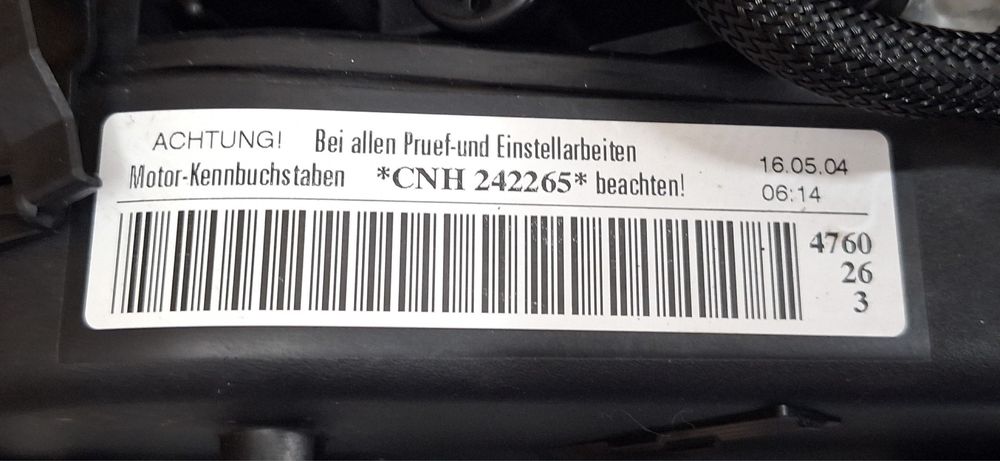 ACHTUNG! Bei allen Pruef-und Einstellarbeiten
Motor-Kennbuchstaben *CNH 242265* beachten!
16.05.04
06:14
4760
26
3